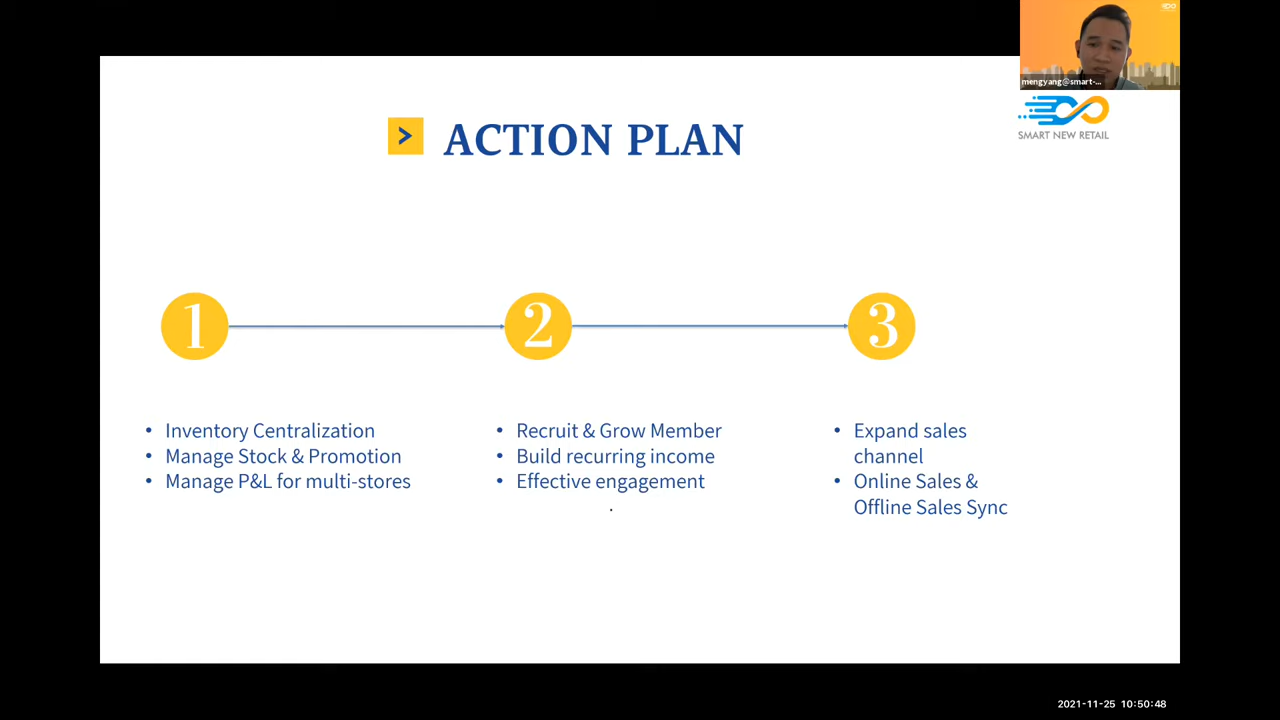 mengyang@smart-...
SMART NEW RETAIL
> ACTION PLAN
1
2
3
• Inventory Centralization
• Manage Stock & Promotion
• Manage P&L for multi-stores
• Recruit & Grow Member
• Build recurring income
• Effective engagement
.
• Expand sales
channel
• Online Sales &
Offline Sales Sync
2021-11-25 10:50:48